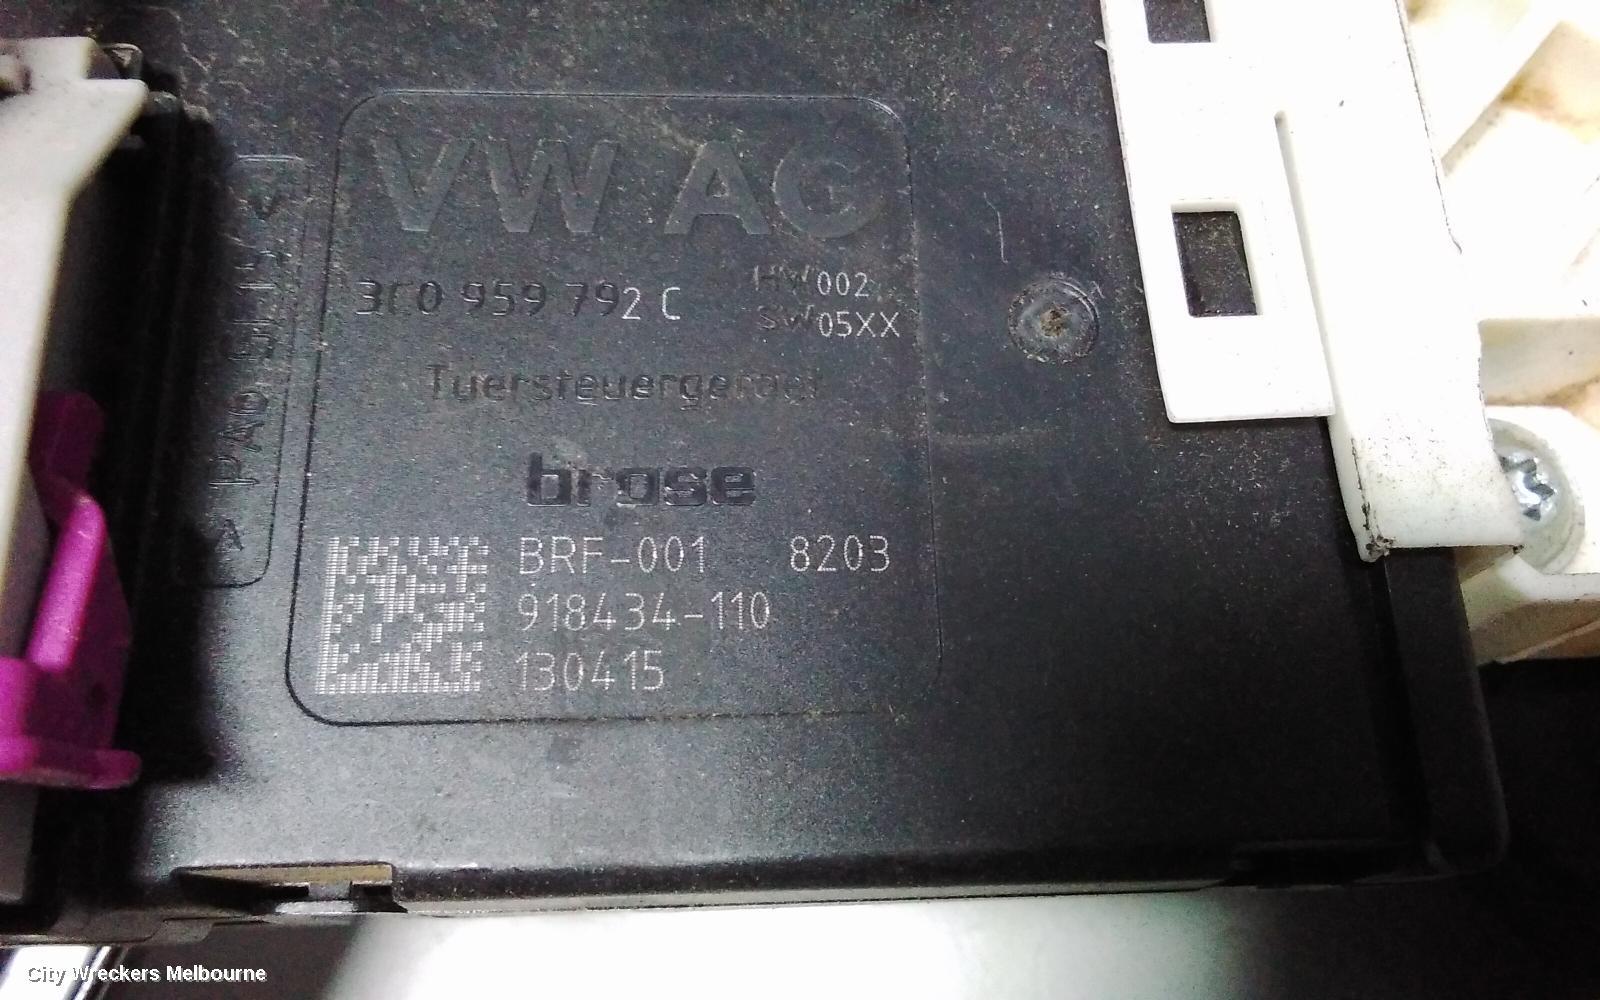 VW AG
3C0 959 792 C HW002
SW05XX
Tuersteuergeraet
brose
BRF-001 8203
918434-110
130415
City Wreckers Melbourne